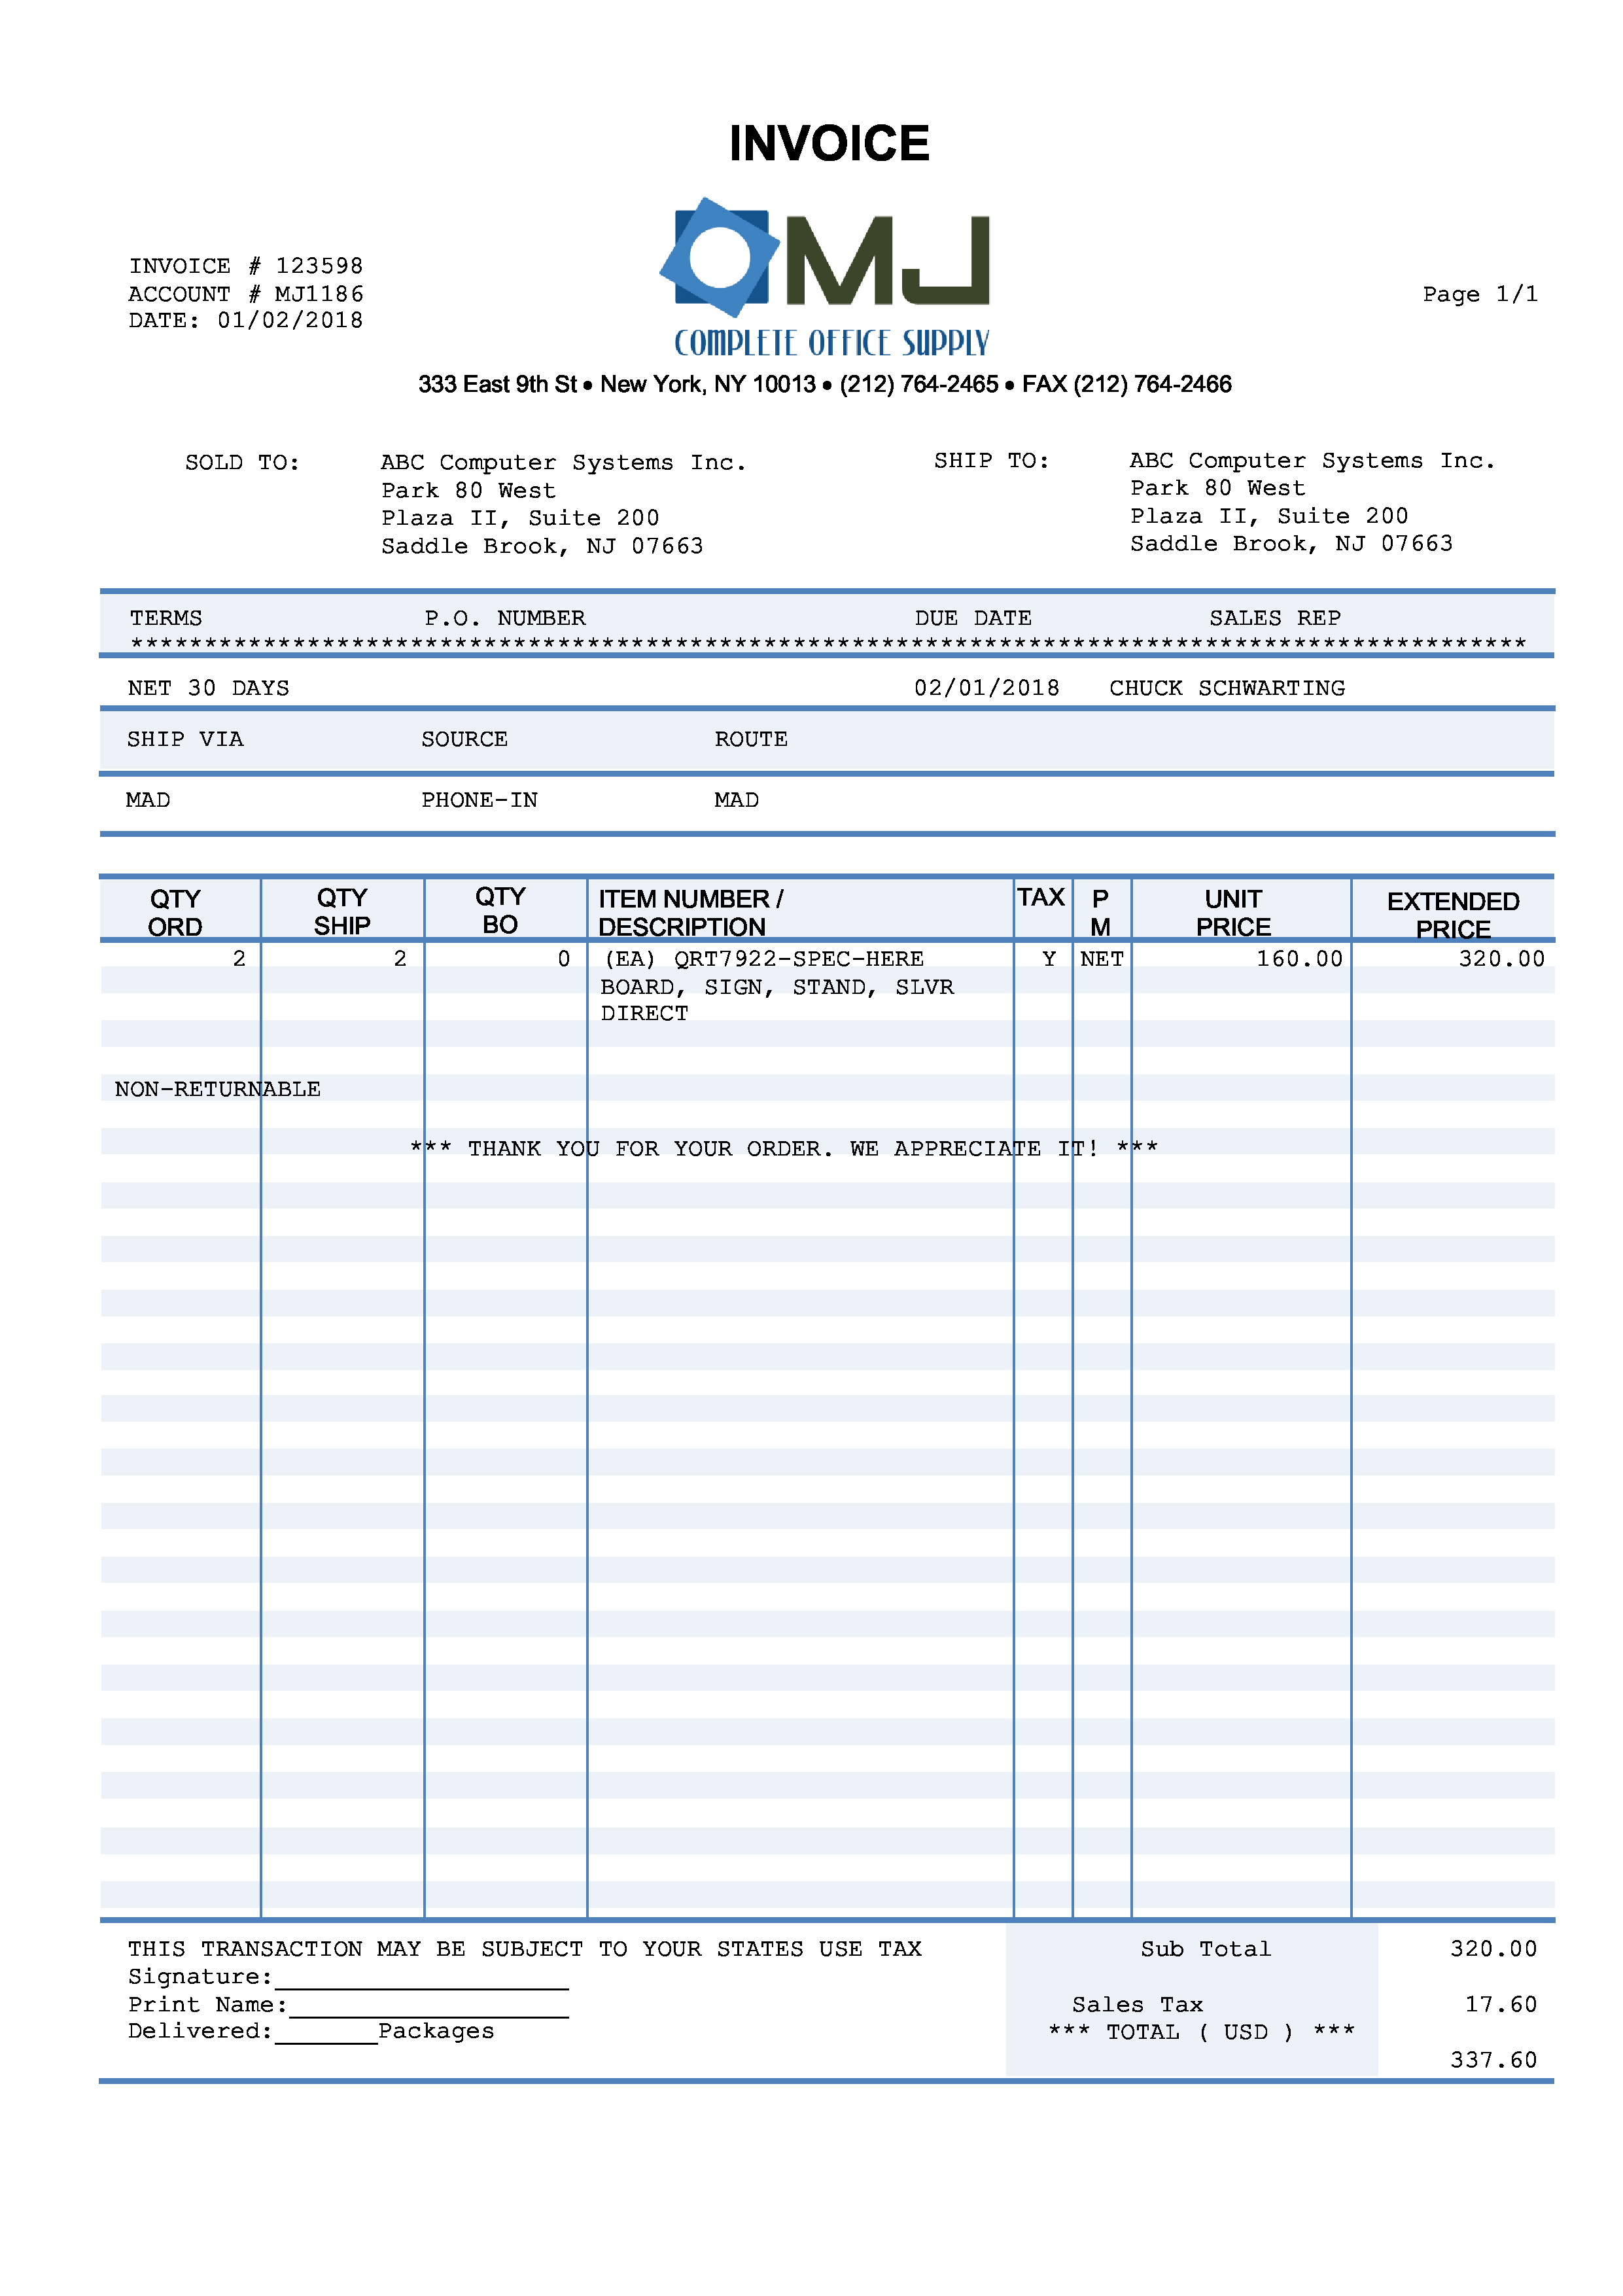 INVOICE
MJ
COMPLETE OFFICE SUPPLY
INVOICE # 123598
ACCOUNT # MJ1186
DATE: 01/02/2018
Page 1/1
333 East 9th St • New York, NY 10013 • (212) 764-2465 • FAX (212) 764-2466
SOLD TO:
ABC Computer Systems Inc.
Park 80 West
Plaza II, Suite 200
Saddle Brook, NJ 07663
SHIP TO:
ABC Computer Systems Inc.
Park 80 West
Plaza II, Suite 200
Saddle Brook, NJ 07663
TERMS P.O. NUMBER DUE DATE SALES REP
***********************************************************************************************
NET 30 DAYS 02/01/2018 CHUCK SCHWARTING
SHIP VIA SOURCE ROUTE
MAD PHONE-IN MAD
QTY QTY QTY ITEM NUMBER / TAX P UNIT EXTENDED
ORD SHIP BO DESCRIPTION M PRICE PRICE
2 2 0 (EA) QRT7922-SPEC-HERE Y NET 160.00 320.00
BOARD, SIGN, STAND, SLVR
DIRECT
NON-RETURNABLE
*** THANK YOU FOR YOUR ORDER. WE APPRECIATE IT! ***
THIS TRANSACTION MAY BE SUBJECT TO YOUR STATES USE TAX Sub Total 320.00
Signature:____________________
Print Name:___________________ Sales Tax 17.60
Delivered:_______Packages *** TOTAL ( USD ) ***
337.60